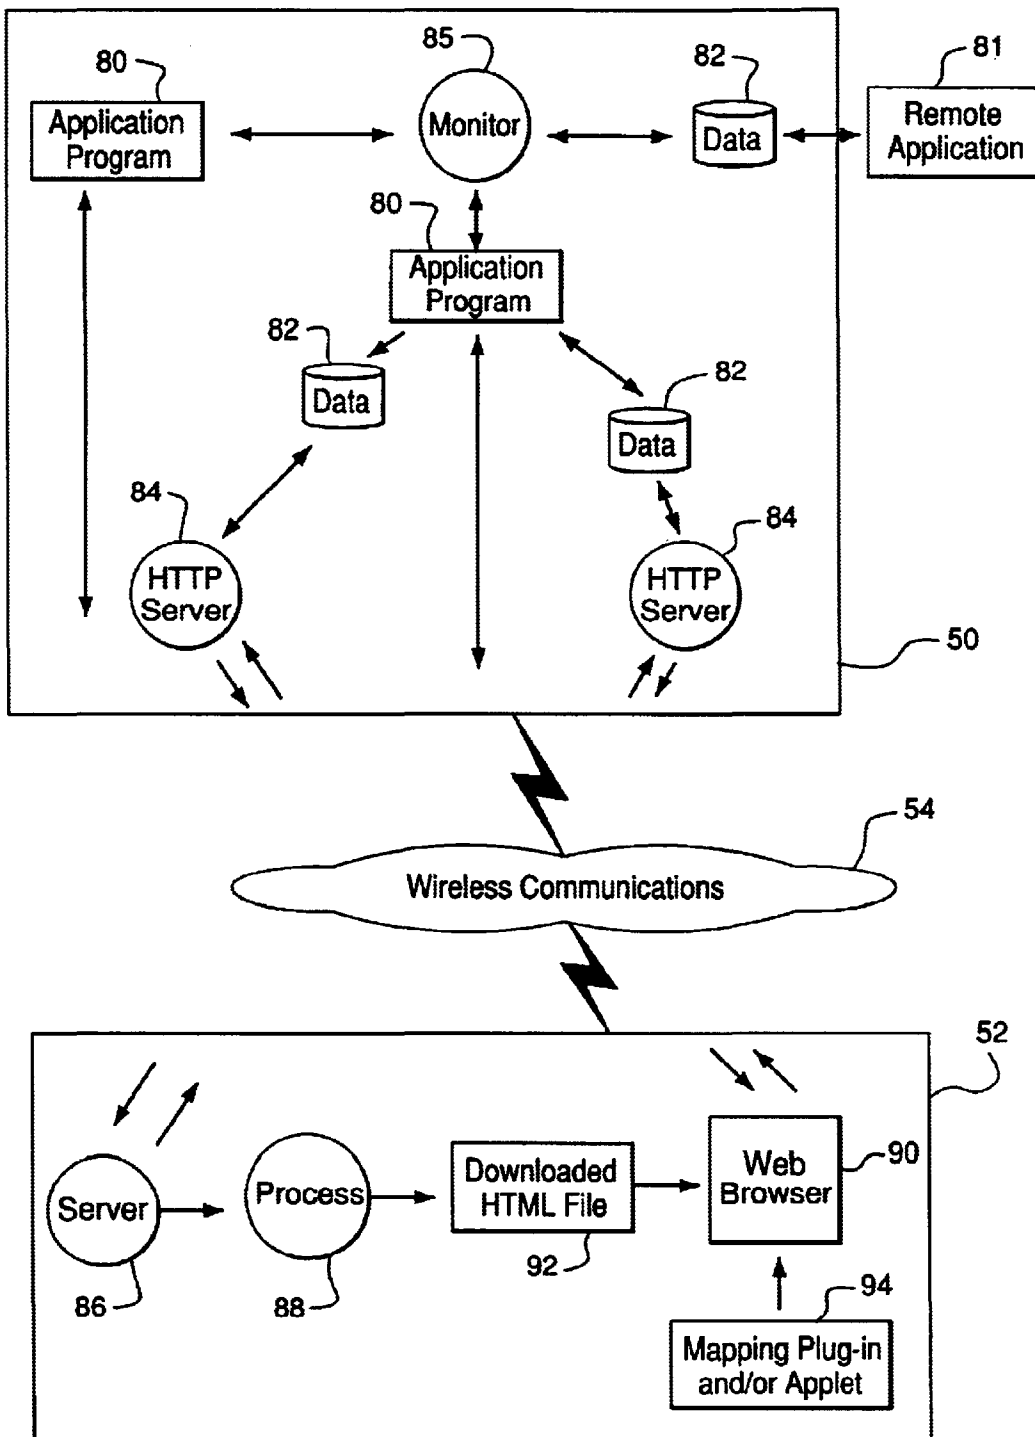 85
80
82
81
Application
Program
Monitor
Data
Remote
Application
80
Application
Program
82
Data
82
Data
84
HTTP
Server
84
HTTP
Server
50
54
Wireless Communications
52
Server
86
Process
88
Downloaded
HTML File
92
Web
Browser
90
94
Mapping Plug-in
and/or Applet